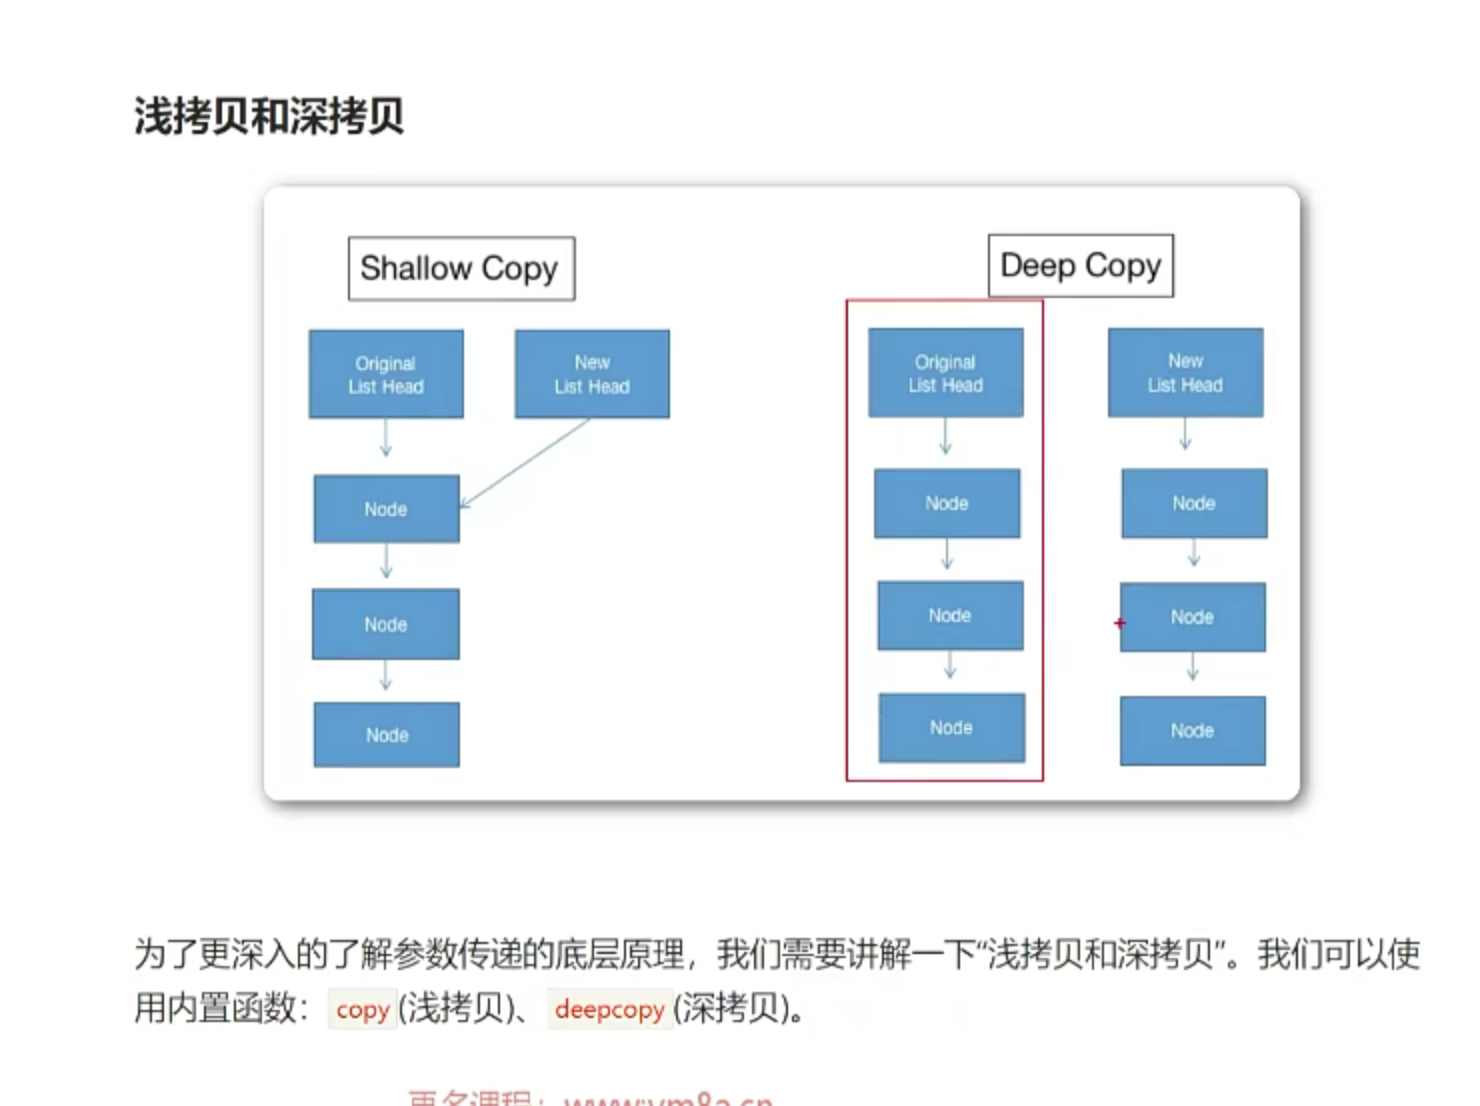 浅拷贝和深拷贝
Shallow Copy
Original
List Head
New
List Head
Node
Node
Node
Deep Copy
Original
List Head
New
List Head
Node
Node
Node
Node
Node
Node
为了更深入的了解参数传递的底层原理，我们需要讲解一下“浅拷贝和深拷贝”。我们可以使
用内置函数：copy(浅拷贝)、deepcopy(深拷贝)。